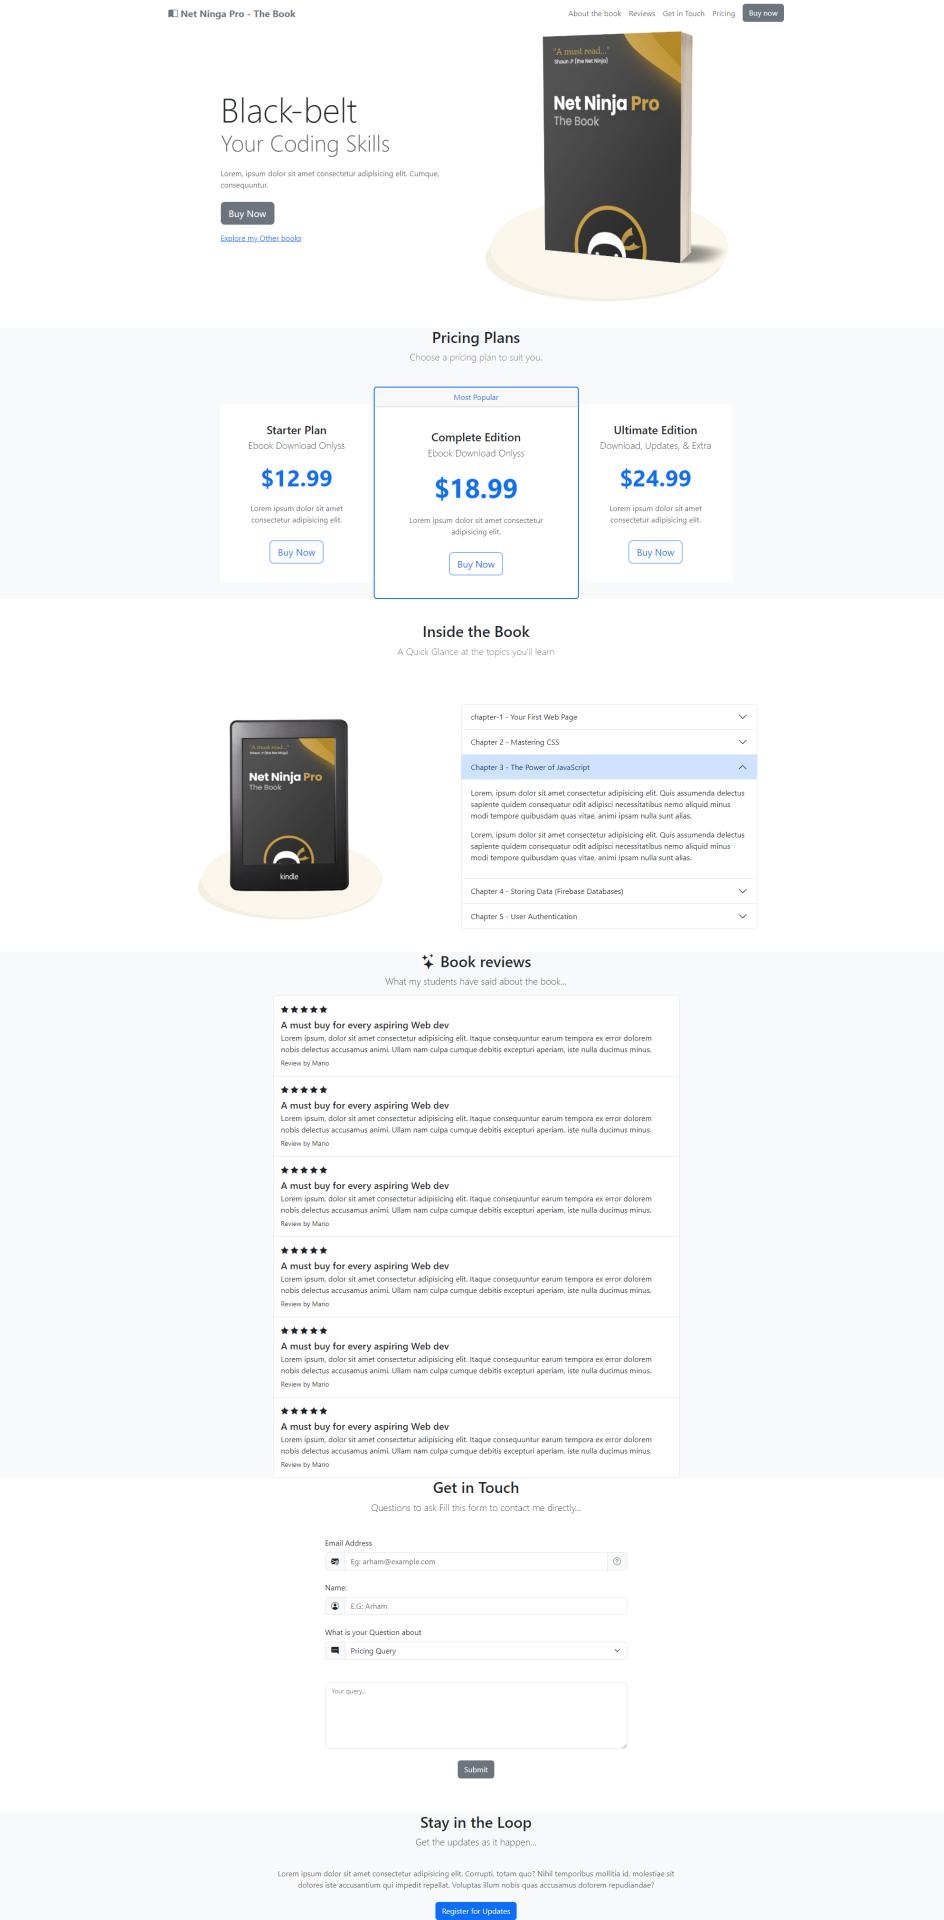 Net Ninga Pro - The Book
About the book
Reviews
Get in Touch
Pricing
Buy now
"A must read..."
Shaun :P (the Net Ninja)
Net Ninja Pro
The Book
Black-belt
Your Coding Skills
Lorem, ipsum dolor sit amet consectetur adipisicing elit. Cumque,
consequuntur.
Buy Now
Explore my Other books
Pricing Plans
Choose a pricing plan to suit you.
Most Popular
Starter Plan
Ebook Download Onlyss
$12.99
Lorem ipsum dolor sit amet
consectetur adipisicing elit.
Buy Now
Complete Edition
Ebook Download Onlyss
$18.99
Lorem ipsum dolor sit amet consectetur
adipisicing elit.
Buy Now
Ultimate Edition
Download, Updates, & Extra
$24.99
Lorem ipsum dolor sit amet
consectetur adipisicing elit.
Buy Now
Inside the Book
A Quick Glance at the topics you'll learn
"A must read..."
Shaun :P (the Net Ninja)
Net Ninja Pro
The Book
kindle
chapter-1 - Your First Web Page
Chapter 2 - Mastering CSS
Chapter 3 - The Power of JavaScript
Lorem, ipsum dolor sit amet consectetur adipisicing elit. Quis assumenda delectus
sapiente quidem consequatur odit adipisci necessitatibus nemo aliquid minus
modi tempore quibusdam quas vitae, animi ipsam nulla sunt alias.
Lorem, ipsum dolor sit amet consectetur adipisicing elit. Quis assumenda delectus
sapiente quidem consequatur odit adipisci necessitatibus nemo aliquid minus
modi tempore quibusdam quas vitae, animi ipsam nulla sunt alias.
Chapter 4 - Storing Data (Firebase Databases)
Chapter 5 - User Authentication
Book reviews
What my students have said about the book...
A must buy for every aspiring Web dev
Lorem ipsum, dolor sit amet consectetur adipisicing elit. Itaque consequuntur earum tempora ex error dolorem
nobis delectus accusamus animi. Ullam nam culpa cumque debitis excepturi aperiam, iste nulla ducimus minus.
Review by Mario
A must buy for every aspiring Web dev
Lorem ipsum, dolor sit amet consectetur adipisicing elit. Itaque consequuntur earum tempora ex error dolorem
nobis delectus accusamus animi. Ullam nam culpa cumque debitis excepturi aperiam, iste nulla ducimus minus.
Review by Mario
A must buy for every aspiring Web dev
Lorem ipsum, dolor sit amet consectetur adipisicing elit. Itaque consequuntur earum tempora ex error dolorem
nobis delectus accusamus animi. Ullam nam culpa cumque debitis excepturi aperiam, iste nulla ducimus minus.
Review by Mario
A must buy for every aspiring Web dev
Lorem ipsum, dolor sit amet consectetur adipisicing elit. Itaque consequuntur earum tempora ex error dolorem
nobis delectus accusamus animi. Ullam nam culpa cumque debitis excepturi aperiam, iste nulla ducimus minus.
Review by Mario
A must buy for every aspiring Web dev
Lorem ipsum, dolor sit amet consectetur adipisicing elit. Itaque consequuntur earum tempora ex error dolorem
nobis delectus accusamus animi. Ullam nam culpa cumque debitis excepturi aperiam, iste nulla ducimus minus.
Review by Mario
A must buy for every aspiring Web dev
Lorem ipsum, dolor sit amet consectetur adipisicing elit. Itaque consequuntur earum tempora ex error dolorem
nobis delectus accusamus animi. Ullam nam culpa cumque debitis excepturi aperiam, iste nulla ducimus minus.
Review by Mario
Get in Touch
Questions to ask Fill this form to contact me directly...
Email Address
Eg: arham@example.com
Name:
E.G: Arham
What is your Question about
Pricing Query
Your query...
Submit
Stay in the Loop
Get the updates as it happen...
Lorem ipsum dolor sit amet consectetur adipisicing elit. Corrupti, totam quo? Nihil temporibus mollitia id, molestiae sit
dolores iste accusantium qui impedit repellat. Voluptas illum nobis quas accusamus dolorem repudiandae?
Register for Updates